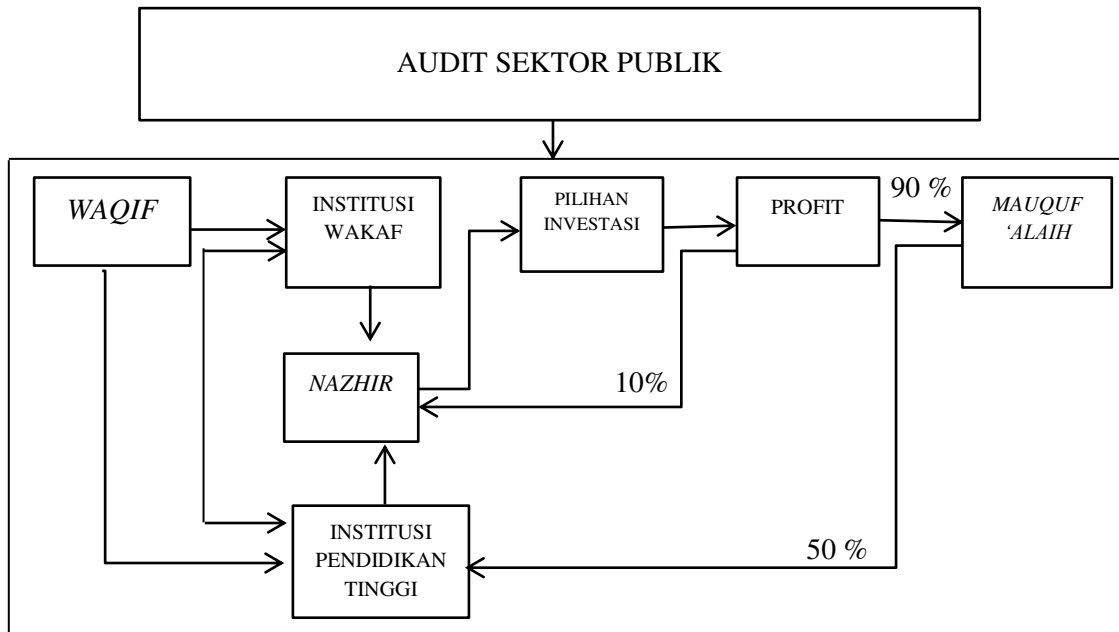 AUDIT SEKTOR PUBLIK
WAQIF
INSTITUSI
WAKAF
PILIHAN
INVESTASI
PROFIT
90 %
MAUQUF
‘ALAIH
NAZHIR
10%
INSTITUSI
PENDIDIKAN
TINGGI
50 %